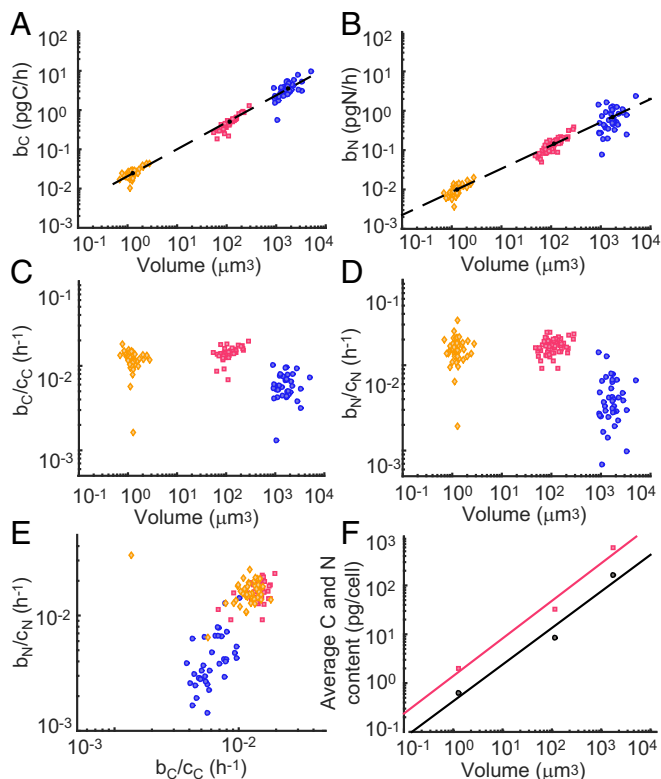 A
B
b_C (pgC/h)
10² 10¹ 10⁰ 10⁻¹ 10⁻² 10⁻³
10⁻¹ 10⁰ 10¹ 10² 10³ 10⁴
Volume (μm³)
b_N (pgN/h)
10² 10¹ 10⁰ 10⁻¹ 10⁻² 10⁻³
10⁻¹ 10⁰ 10¹ 10² 10³ 10⁴
Volume (μm³)
C
D
b_C/c_C (h⁻¹)
10⁻¹ 10⁻² 10⁻³
10⁻¹ 10⁰ 10¹ 10² 10³ 10⁴
Volume (μm³)
b_N/c_N (h⁻¹)
10⁻¹ 10⁻² 10⁻³
10⁻¹ 10⁰ 10¹ 10² 10³ 10⁴
Volume (μm³)
E
F
b_N/c_N (h⁻¹)
10⁻² 10⁻³
10⁻³ 10⁻²
b_C/c_C (h⁻¹)
Average C and N
content (pg/cell)
10³ 10² 10¹ 10⁰ 10⁻¹
10⁻¹ 10⁰ 10¹ 10² 10³ 10⁴
Volume (μm³)